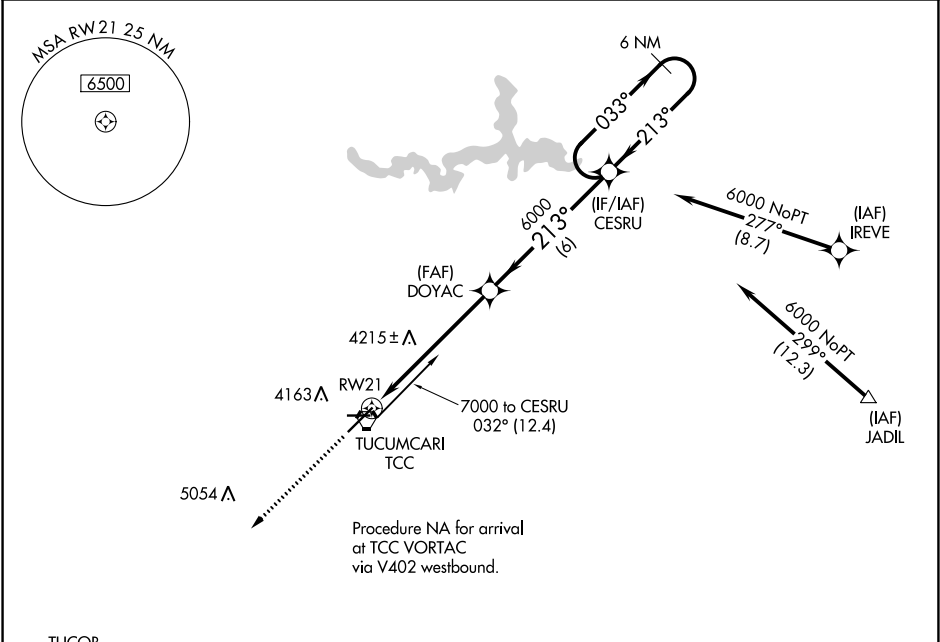 MSA RW21 25 NM
6500
6 NM
033°
213°
(IF/IAF)
CESRU
6000
213°
(6)
6000 NoPT
277°
(8.7)
(IAF)
IREVE
(FAF)
DOYAC
6000 NoPT
299°
(12.3)
(IAF)
JADIL
4215±
4163
RW21
7000 to CESRU
032° (12.4)
TUCUMCARI
TCC
5054
Procedure NA for arrival
at TCC VORTAC
via V402 westbound.